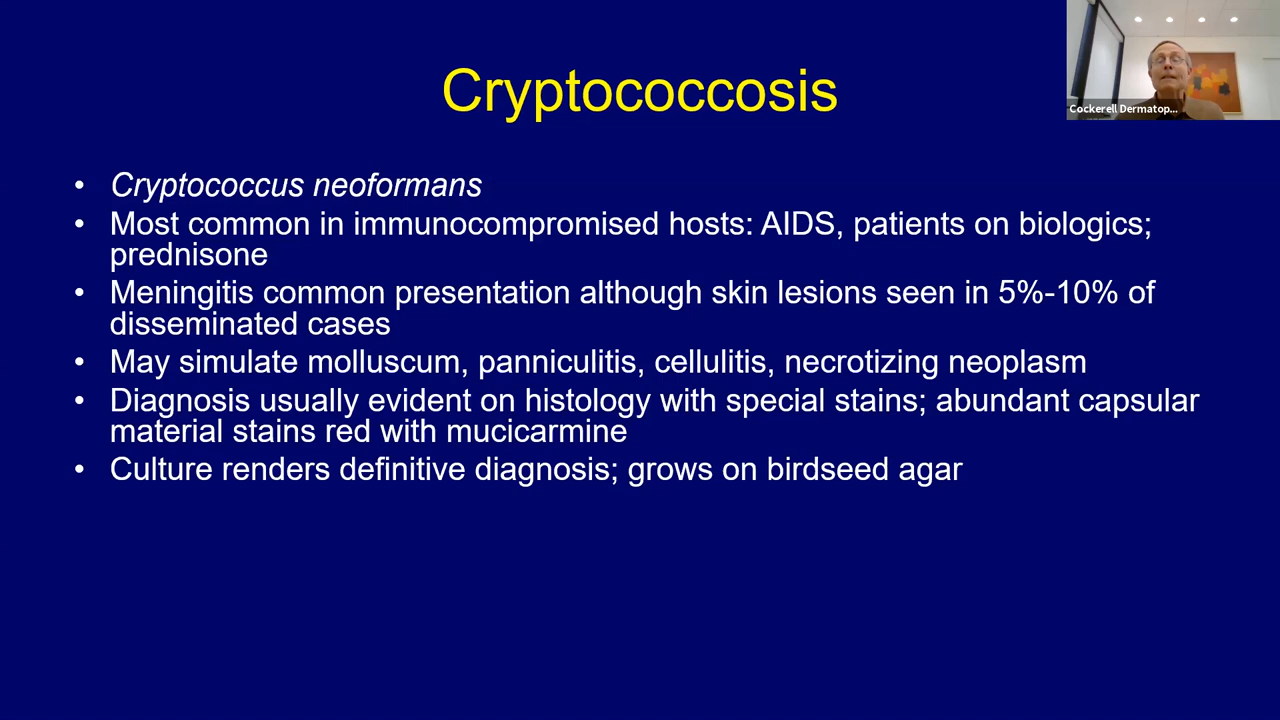 Cryptococcosis
Cockerell Dermatop...
• Cryptococcus neoformans
• Most common in immunocompromised hosts: AIDS, patients on biologics;
prednisone
• Meningitis common presentation although skin lesions seen in 5%-10% of
disseminated cases
• May simulate molluscum, panniculitis, cellulitis, necrotizing neoplasm
• Diagnosis usually evident on histology with special stains; abundant capsular
material stains red with mucicarmine
• Culture renders definitive diagnosis; grows on birdseed agar